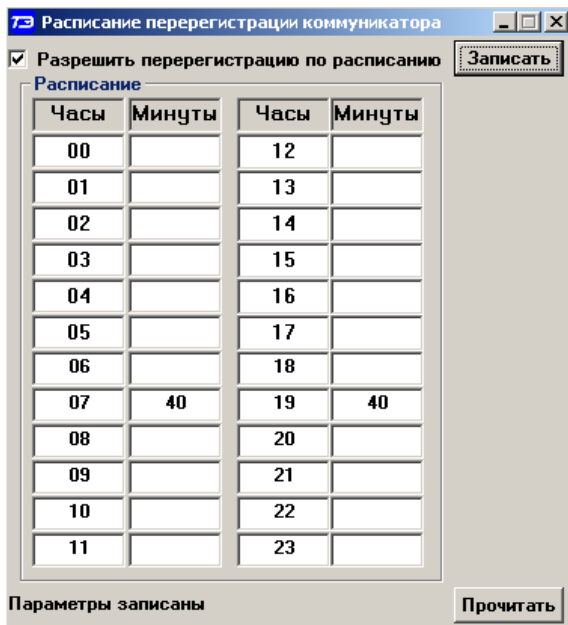 ТЭ Расписание перерегистрации коммуникатора
Разрешить перерегистрацию по расписанию Записать
Расписание
Часы Минуты Часы Минуты
00 12
01 13
02 14
03 15
04 16
05 17
06 18
07 40 19 40
08 20
09 21
10 22
11 23
Параметры записаны Прочитать